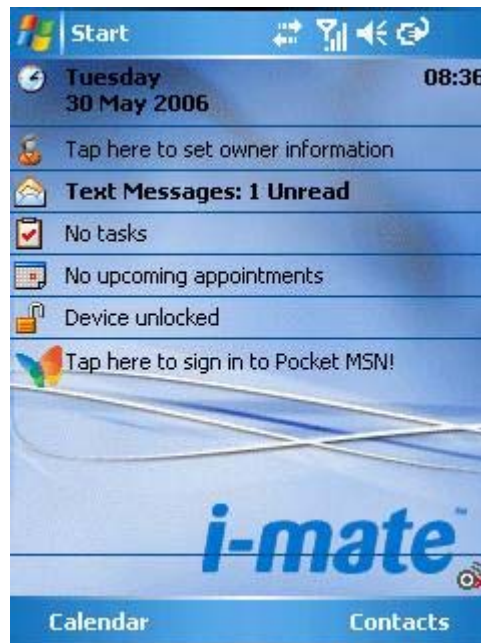 Start
Tuesday 08:36
30 May 2006
Tap here to set owner information
Text Messages: 1 Unread
No tasks
No upcoming appointments
Device unlocked
Tap here to sign in to Pocket MSN!
i-mate™
Calendar Contacts